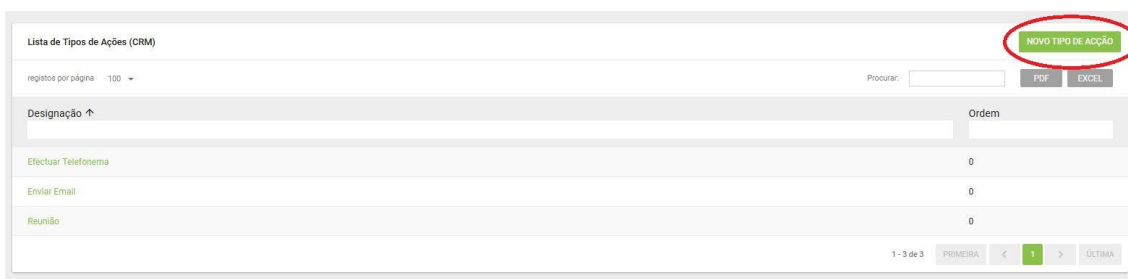 Lista de Tipos de Ações (CRM)
NOVO TIPO DE ACÇÃO
registos por página 100
Procurar:
PDF
EXCEL
Designação
Ordem
Efectuar Telefonema 0
Enviar Email 0
Reunião 0
1 - 3 de 3 PRIMEIRA < 1 > ÚLTIMA